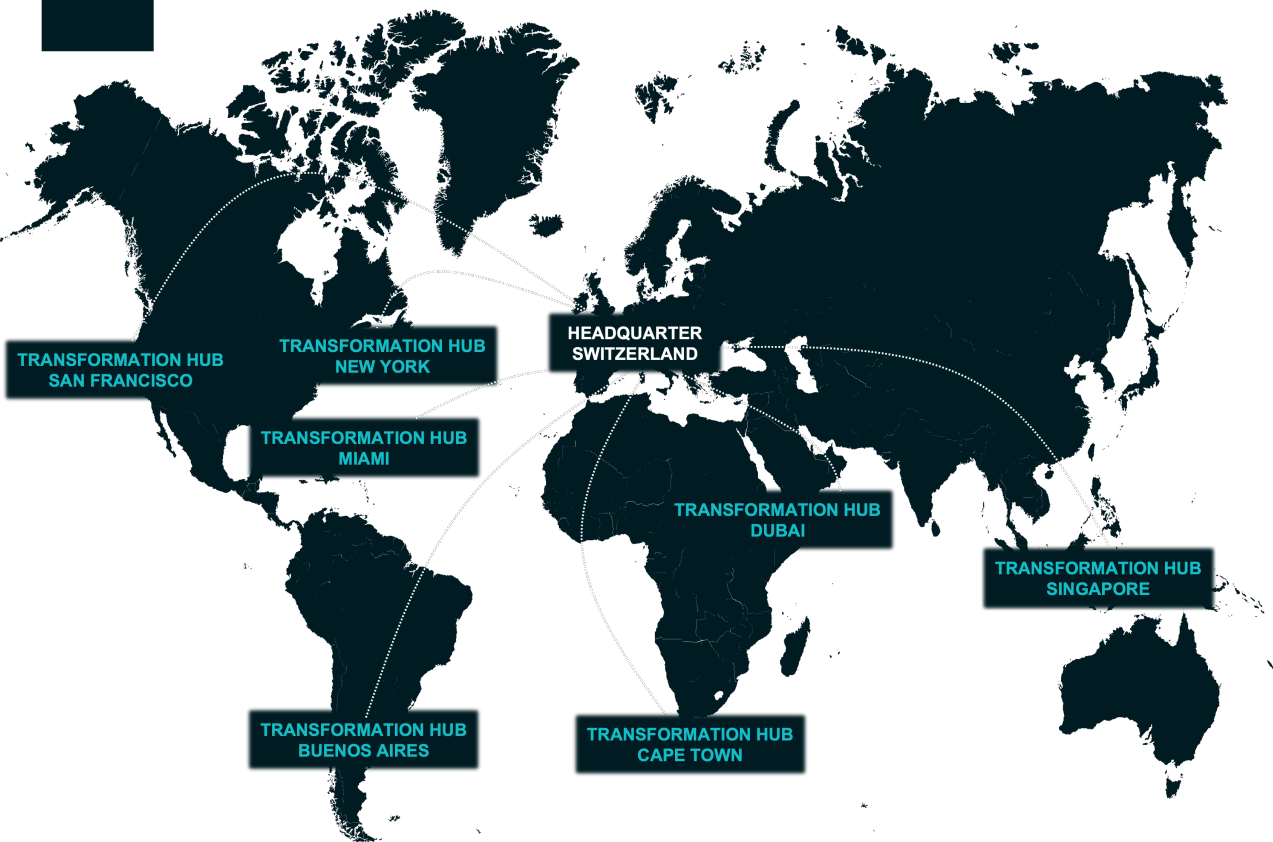 HEADQUARTER
SWITZERLAND
TRANSFORMATION HUB
SAN FRANCISCO
TRANSFORMATION HUB
NEW YORK
TRANSFORMATION HUB
MIAMI
TRANSFORMATION HUB
DUBAI
TRANSFORMATION HUB
SINGAPORE
TRANSFORMATION HUB
BUENOS AIRES
TRANSFORMATION HUB
CAPE TOWN